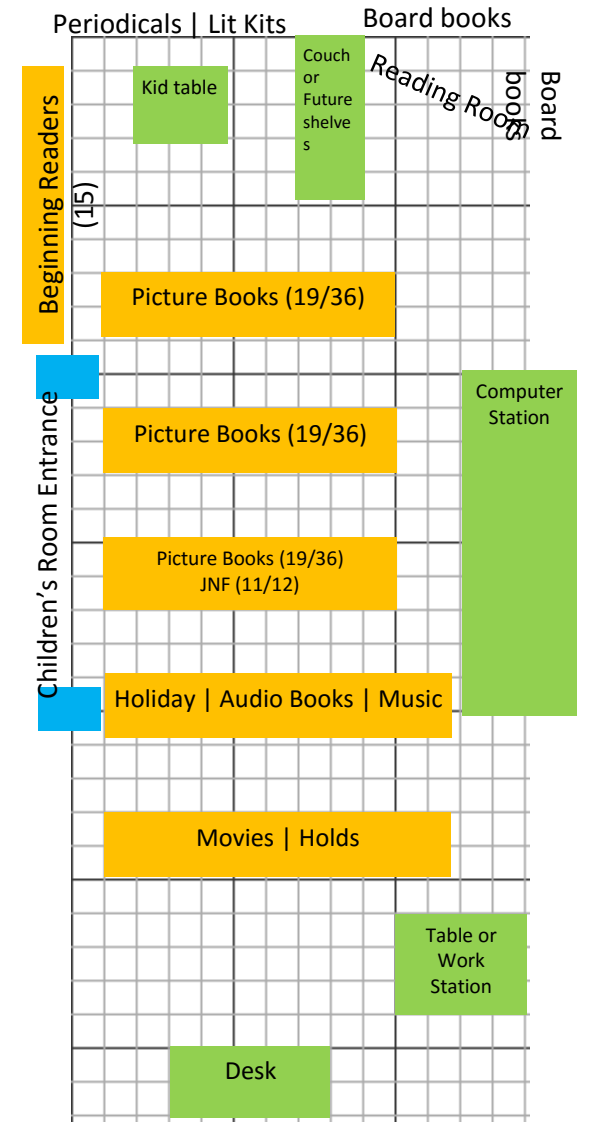 Periodicals | Lit Kits
Board books
Couch
or
Future
shelve
s
Kid table
Reading Room
Board
books
Beginning Readers
(15)
Picture Books (19/36)
Computer
Station
Picture Books (19/36)
Children's Room Entrance
Picture Books (19/36)
JNF (11/12)
Holiday | Audio Books | Music
Movies | Holds
Table or
Work
Station
Desk